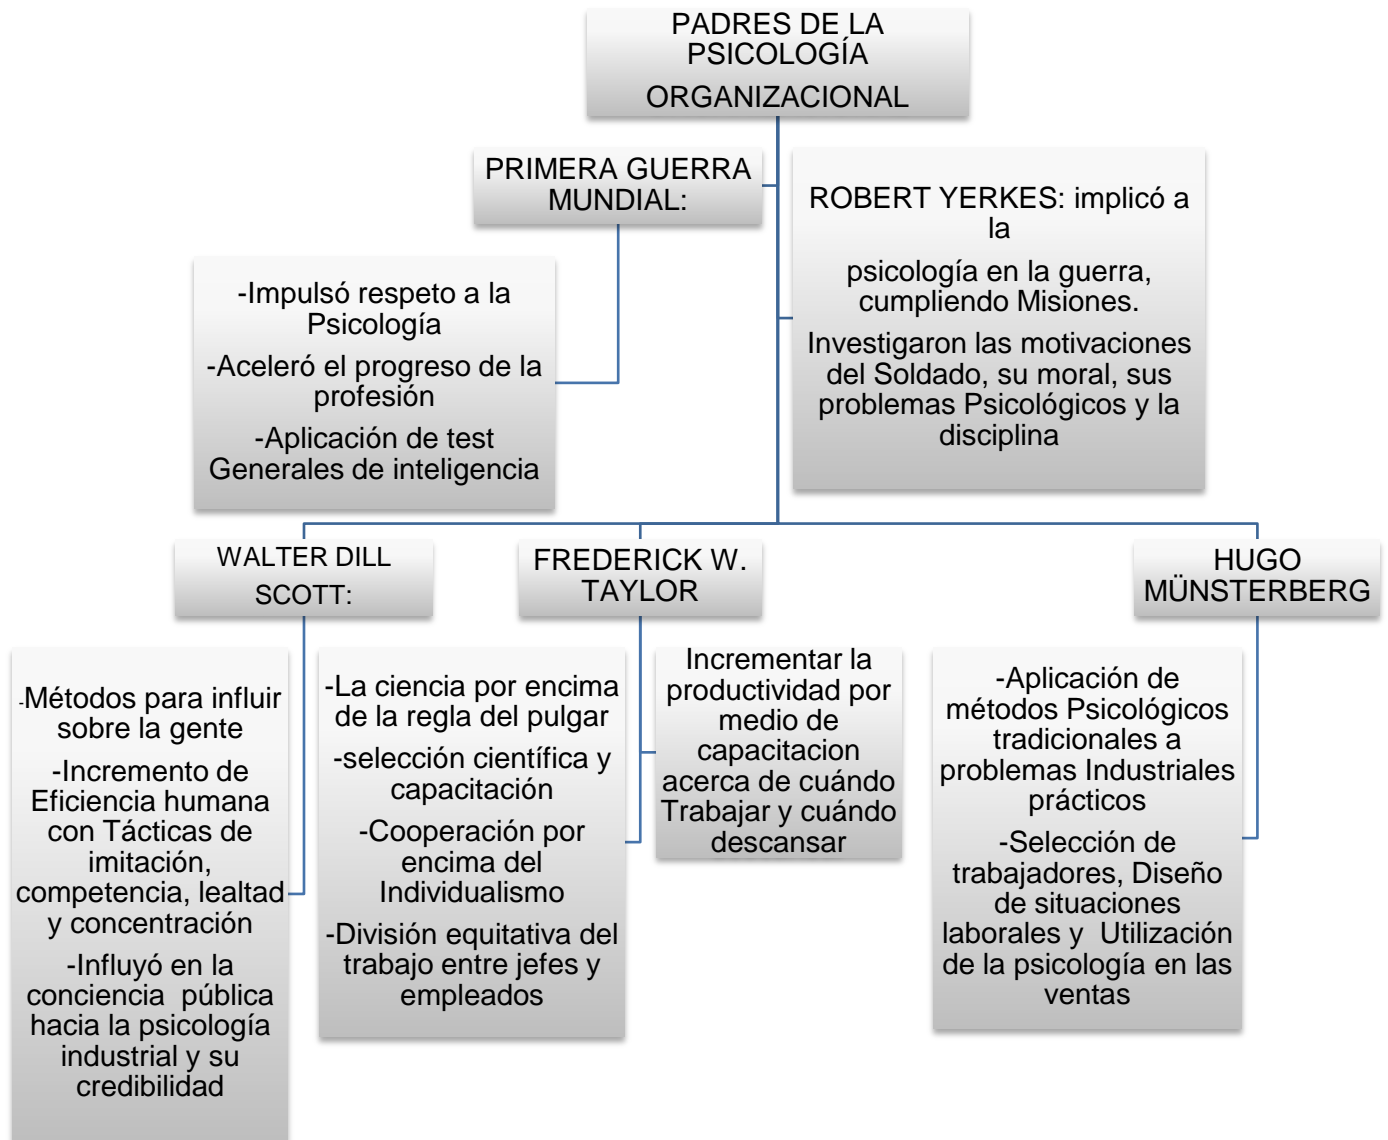 PADRES DE LA
PSICOLOGÍA
ORGANIZACIONAL
PRIMERA GUERRA
MUNDIAL:
ROBERT YERKES: implicó a
la
psicología en la guerra,
cumpliendo Misiones.
Investigaron las motivaciones
del Soldado, su moral, sus
problemas Psicológicos y la
disciplina
-Impulsó respeto a la
Psicología
-Aceleró el progreso de la
profesión
-Aplicación de test
Generales de inteligencia
WALTER DILL
SCOTT:
-Métodos para influir
sobre la gente
-Incremento de
Eficiencia humana
con Tácticas de
imitación,
competencia, lealtad
y concentración
-Influyó en la
conciencia pública
hacia la psicología
industrial y su
credibilidad
FREDERICK W.
TAYLOR
-La ciencia por encima
de la regla del pulgar
-selección científica y
capacitación
-Cooperación por
encima del
Individualismo
-División equitativa del
trabajo entre jefes y
empleados
Incrementar la
productividad por
medio de
capacitacion
acerca de cuándo
Trabajar y cuándo
descansar
HUGO
MÜNSTERBERG
-Aplicación de
métodos Psicológicos
tradicionales a
problemas Industriales
prácticos
-Selección de
trabajadores, Diseño
de situaciones
laborales y Utilización
de la psicología en las
ventas